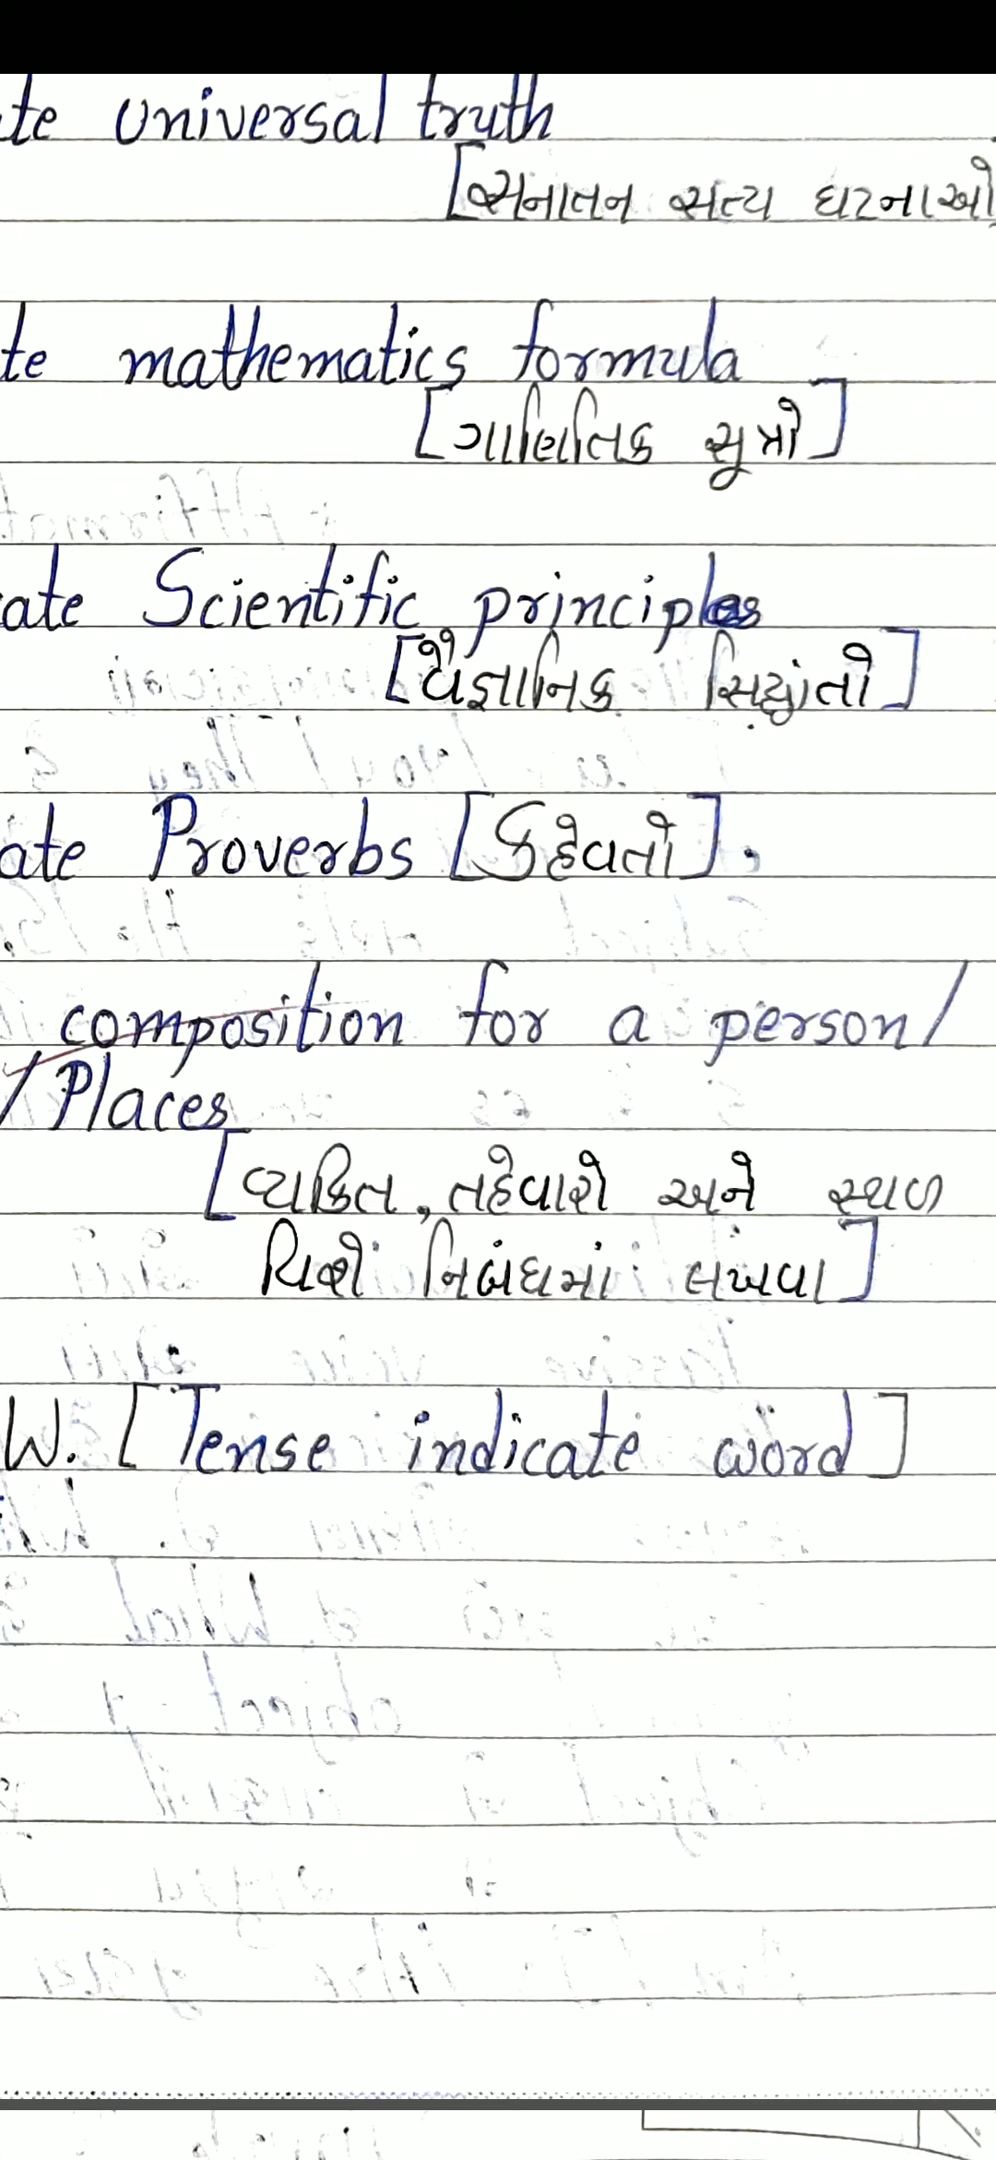 te universal truth
[સનાતન સત્ય ઘટનાઓ
te mathematics formula
[ગાણિતિક સુત્રો]
ate Scientific principles
[વૈજ્ઞાનિક સિધ્ધાંતો]
ate Proverbs [કહેવતો].
composition for a person/
/Places
[વ્યકિત, તહેવારો અને સ્થળ
વિશે નિબંધમાં લખવા]
W. [Tense indicate word]